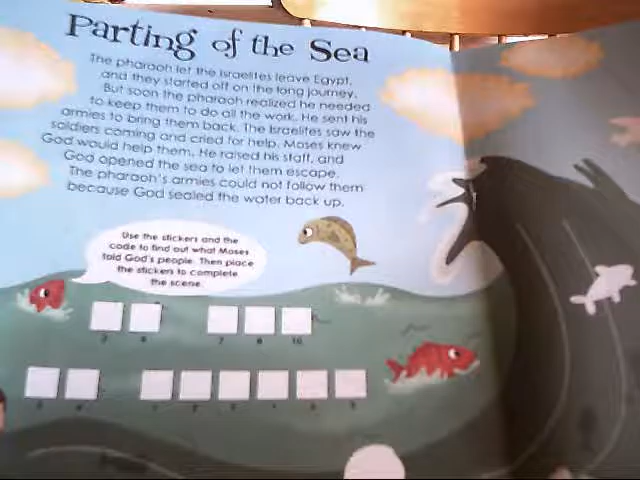 Parting of the Sea
The pharaoh let the Israelites leave Egypt,
and they started off on the long journey.
But soon the pharaoh realized he needed
to keep them to do all the work. He sent his
armies to bring them back. The Israelites saw the
soldiers coming and cried for help. Moses knew
God would help them. He raised his staff, and
God opened the sea to let them escape.
The pharaoh's armies could not follow them
because God sealed the water back up.
Use the stickers and the
code to find out what Moses
told God's people. Then place
the stickers to complete
the scene.
7 8 10